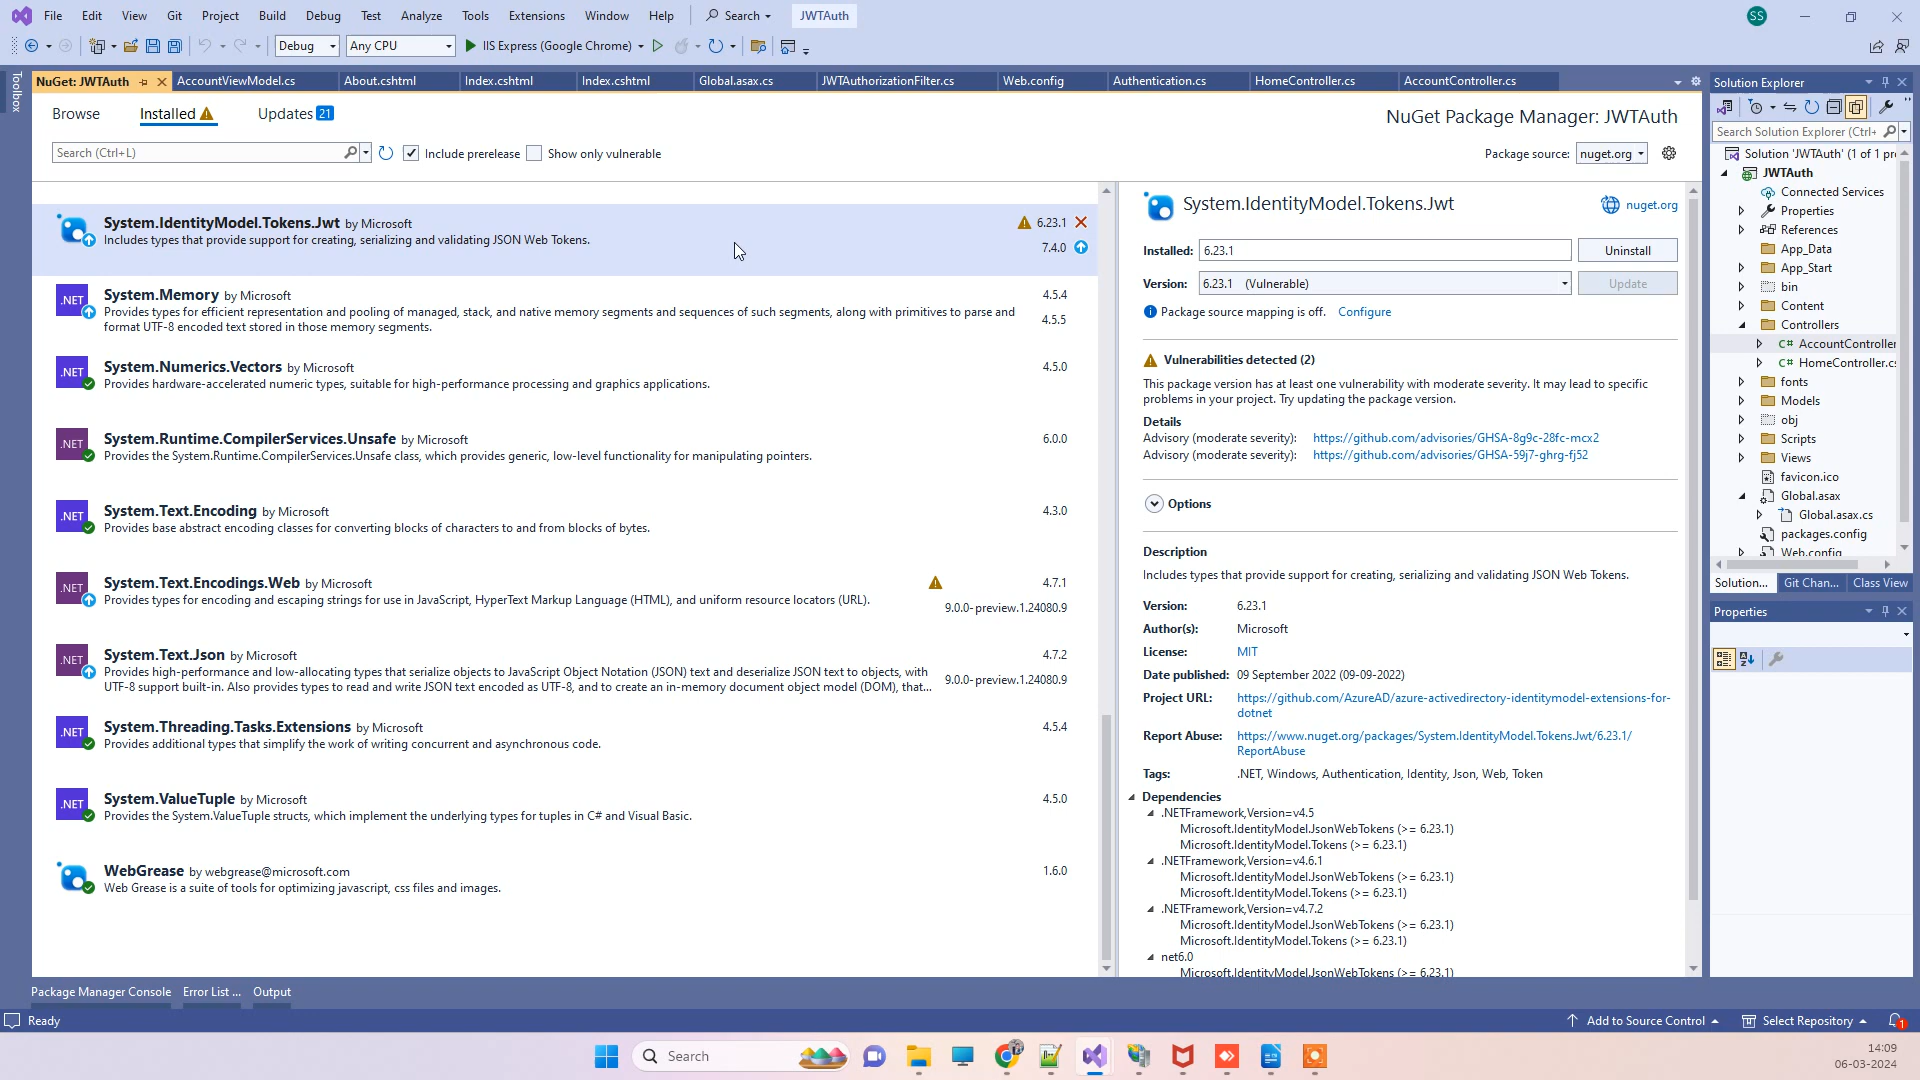 File Edit View Git Project Build Debug Test Analyze Tools Extensions Window Help Search JWTAuth SS
Debug Any CPU IIS Express (Google Chrome)
Toolbox
NuGet: JWTAuth AccountViewModel.cs About.cshtml Index.cshtml Index.cshtml Global.asax.cs JWTAuthorizationFilter.cs Web.config Authentication.cs HomeController.cs AccountController.cs
Browse Installed Updates 21
NuGet Package Manager: JWTAuth
Search (Ctrl+L) Include prerelease Show only vulnerable
Package source: nuget.org
System.IdentityModel.Tokens.Jwt by Microsoft 6.23.1
Includes types that provide support for creating, serializing and validating JSON Web Tokens.
7.4.0
System.Memory by Microsoft 4.5.4
Provides types for efficient representation and pooling of managed, stack, and native memory segments and sequences of such segments, along with primitives to parse and
format UTF-8 encoded text stored in those memory segments.
4.5.5
.NET
System.Numerics.Vectors by Microsoft 4.5.0
Provides hardware-accelerated numeric types, suitable for high-performance processing and graphics applications.
.NET
System.Runtime.CompilerServices.Unsafe by Microsoft 6.0.0
Provides the System.Runtime.CompilerServices.Unsafe class, which provides generic, low-level functionality for manipulating pointers.
.NET
System.Text.Encoding by Microsoft 4.3.0
Provides base abstract encoding classes for converting blocks of characters to and from blocks of bytes.
.NET
System.Text.Encodings.Web by Microsoft 4.7.1
Provides types for encoding and escaping strings for use in JavaScript, HyperText Markup Language (HTML), and uniform resource locators (URL).
9.0.0-preview.1.24080.9
.NET
System.Text.Json by Microsoft 4.7.2
Provides high-performance and low-allocating types that serialize objects to JavaScript Object Notation (JSON) text and deserialize JSON text to objects, with
UTF-8 support built-in. Also provides types to read and write JSON text encoded as UTF-8, and to create an in-memory document object model (DOM), that...
9.0.0-preview.1.24080.9
.NET
System.Threading.Tasks.Extensions by Microsoft 4.5.4
Provides additional types that simplify the work of writing concurrent and asynchronous code.
.NET
System.ValueTuple by Microsoft 4.5.0
Provides the System.ValueTuple structs, which implement the underlying types for tuples in C# and Visual Basic.
.NET
WebGrease by webgrease@microsoft.com 1.6.0
Web Grease is a suite of tools for optimizing javascript, css files and images.
System.IdentityModel.Tokens.Jwt nuget.org
Installed: 6.23.1 Uninstall
Version: 6.23.1 (Vulnerable) Update
Package source mapping is off. Configure
Vulnerabilities detected (2)
This package version has at least one vulnerability with moderate severity. It may lead to specific
problems in your project. Try updating the package version.
Details
Advisory (moderate severity): https://github.com/advisories/GHSA-8g9c-28fc-mcx2
Advisory (moderate severity): https://github.com/advisories/GHSA-59j7-ghrg-fj52
Options
Description
Includes types that provide support for creating, serializing and validating JSON Web Tokens.
Version: 6.23.1
Author(s): Microsoft
License: MIT
Date published: 09 September 2022 (09-09-2022)
Project URL: https://github.com/AzureAD/azure-activedirectory-identitymodel-extensions-for-
dotnet
Report Abuse: https://www.nuget.org/packages/System.IdentityModel.Tokens.Jwt/6.23.1/
ReportAbuse
Tags: .NET, Windows, Authentication, Identity, Json, Web, Token
Dependencies
.NETFramework,Version=v4.5
Microsoft.IdentityModel.JsonWebTokens (>= 6.23.1)
Microsoft.IdentityModel.Tokens (>= 6.23.1)
.NETFramework,Version=v4.6.1
Microsoft.IdentityModel.JsonWebTokens (>= 6.23.1)
Microsoft.IdentityModel.Tokens (>= 6.23.1)
.NETFramework,Version=v4.7.2
Microsoft.IdentityModel.JsonWebTokens (>= 6.23.1)
Microsoft.IdentityModel.Tokens (>= 6.23.1)
net6.0
Microsoft.IdentityModel.JsonWebTokens (>= 6.23.1)
Solution Explorer
Search Solution Explorer (Ctrl+
Solution 'JWTAuth' (1 of 1 pr
JWTAuth
Connected Services
Properties
References
App_Data
App_Start
bin
Content
Controllers
C# AccountController
C# HomeController.cs
fonts
Models
obj
Scripts
Views
favicon.ico
Global.asax
Global.asax.cs
packages.config
Web.config
Solution... Git Chan... Class View
Properties
Package Manager Console Error List ... Output
Ready Add to Source Control Select Repository 1
Search
14:09
06-03-2024